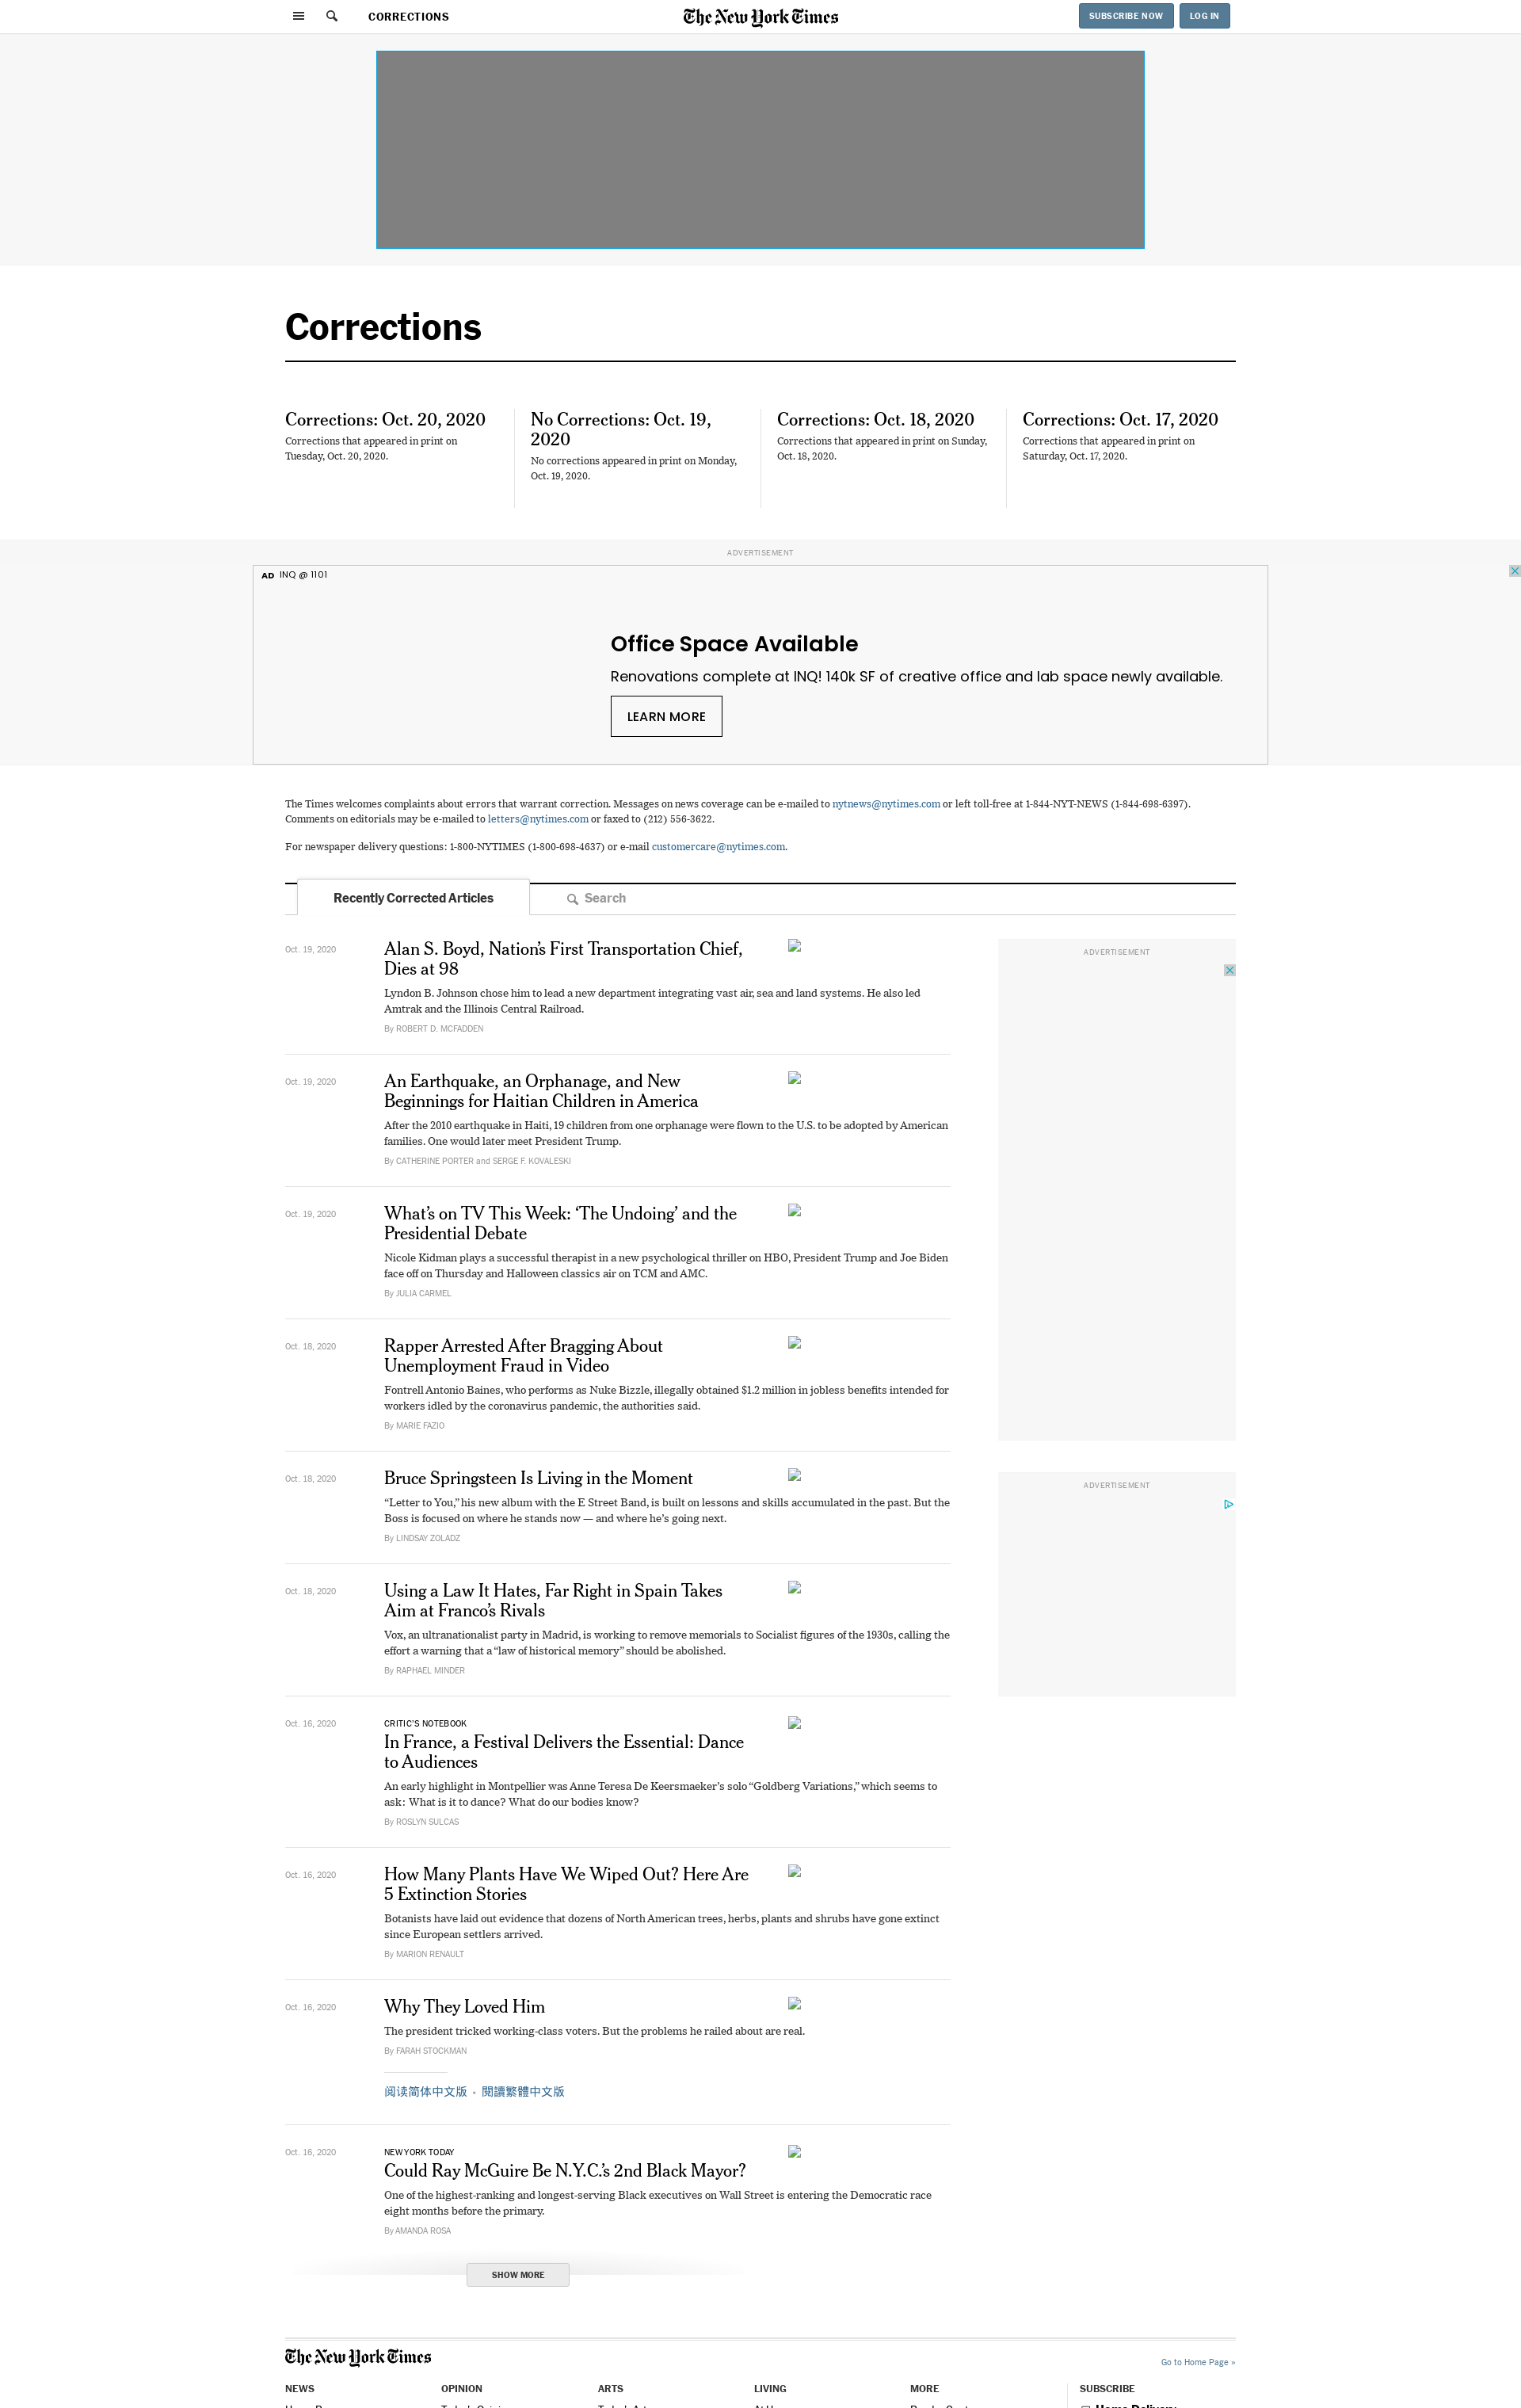 CORRECTIONS
The New York Times
SUBSCRIBE NOW
LOG IN
Corrections
Corrections: Oct. 20, 2020
Corrections that appeared in print on
Tuesday, Oct. 20, 2020.
No Corrections: Oct. 19,
2020
No corrections appeared in print on Monday,
Oct. 19, 2020.
Corrections: Oct. 18, 2020
Corrections that appeared in print on Sunday,
Oct. 18, 2020.
Corrections: Oct. 17, 2020
Corrections that appeared in print on
Saturday, Oct. 17, 2020.
ADVERTISEMENT
AD INQ @ 1101
Office Space Available
Renovations complete at INQ! 140k SF of creative office and lab space newly available.
LEARN MORE
The Times welcomes complaints about errors that warrant correction. Messages on news coverage can be e-mailed to nytnews@nytimes.com or left toll-free at 1-844-NYT-NEWS (1-844-698-6397).
Comments on editorials may be e-mailed to letters@nytimes.com or faxed to (212) 556-3622.
For newspaper delivery questions: 1-800-NYTIMES (1-800-698-4637) or e-mail customercare@nytimes.com.
Recently Corrected Articles
Search
Oct. 19, 2020
Alan S. Boyd, Nation’s First Transportation Chief,
Dies at 98
Lyndon B. Johnson chose him to lead a new department integrating vast air, sea and land systems. He also led
Amtrak and the Illinois Central Railroad.
By ROBERT D. MCFADDEN
ADVERTISEMENT
Oct. 19, 2020
An Earthquake, an Orphanage, and New
Beginnings for Haitian Children in America
After the 2010 earthquake in Haiti, 19 children from one orphanage were flown to the U.S. to be adopted by American
families. One would later meet President Trump.
By CATHERINE PORTER and SERGE F. KOVALESKI
Oct. 19, 2020
What’s on TV This Week: ‘The Undoing’ and the
Presidential Debate
Nicole Kidman plays a successful therapist in a new psychological thriller on HBO, President Trump and Joe Biden
face off on Thursday and Halloween classics air on TCM and AMC.
By JULIA CARMEL
Oct. 18, 2020
Rapper Arrested After Bragging About
Unemployment Fraud in Video
Fontrell Antonio Baines, who performs as Nuke Bizzle, illegally obtained $1.2 million in jobless benefits intended for
workers idled by the coronavirus pandemic, the authorities said.
By MARIE FAZIO
Oct. 18, 2020
Bruce Springsteen Is Living in the Moment
“Letter to You,” his new album with the E Street Band, is built on lessons and skills accumulated in the past. But the
Boss is focused on where he stands now — and where he’s going next.
By LINDSAY ZOLADZ
ADVERTISEMENT
Oct. 18, 2020
Using a Law It Hates, Far Right in Spain Takes
Aim at Franco’s Rivals
Vox, an ultranationalist party in Madrid, is working to remove memorials to Socialist figures of the 1930s, calling the
effort a warning that a “law of historical memory” should be abolished.
By RAPHAEL MINDER
Oct. 16, 2020
CRITIC'S NOTEBOOK
In France, a Festival Delivers the Essential: Dance
to Audiences
An early highlight in Montpellier was Anne Teresa De Keersmaeker’s solo “Goldberg Variations,” which seems to
ask: What is it to dance? What do our bodies know?
By ROSLYN SULCAS
Oct. 16, 2020
How Many Plants Have We Wiped Out? Here Are
5 Extinction Stories
Botanists have laid out evidence that dozens of North American trees, herbs, plants and shrubs have gone extinct
since European settlers arrived.
By MARION RENAULT
Oct. 16, 2020
Why They Loved Him
The president tricked working-class voters. But the problems he railed about are real.
By FARAH STOCKMAN
阅读简体中文版 • 閱讀繁體中文版
Oct. 16, 2020
NEW YORK TODAY
Could Ray McGuire Be N.Y.C.’s 2nd Black Mayor?
One of the highest-ranking and longest-serving Black executives on Wall Street is entering the Democratic race
eight months before the primary.
By AMANDA ROSA
SHOW MORE
The New York Times
Go to Home Page »
NEWS
OPINION
ARTS
LIVING
MORE
SUBSCRIBE